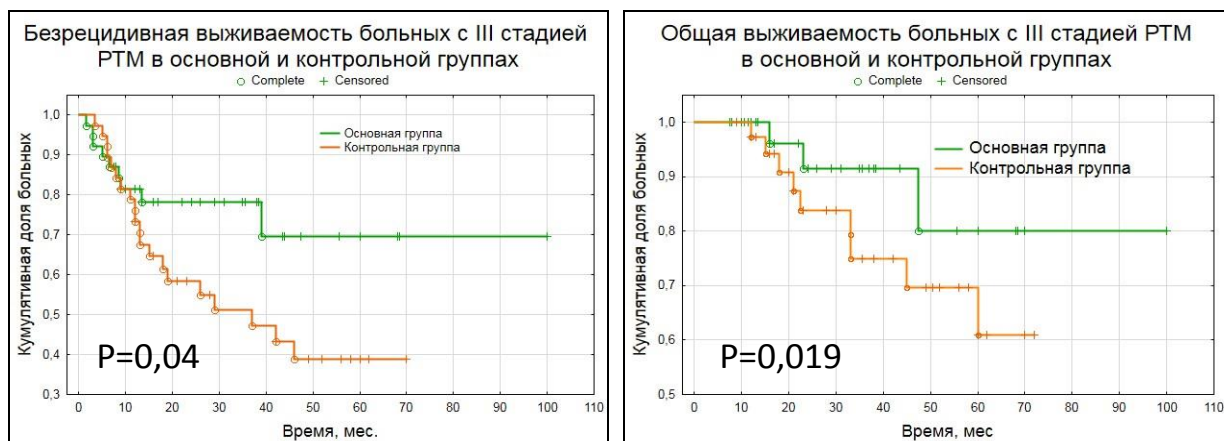 Безрецидивная выживаемость больных с III стадией
РТМ в основной и контрольной группах
○ Complete + Censored
Кумулятивная доля больных
1,0
0,9
0,8
0,7
0,6
0,5
0,4
0,3
Основная группа
Контрольная группа
P=0,04
0 10 20 30 40 50 60 70 80 90 100 110
Время, мес.
Общая выживаемость больных с III стадией РТМ
в основной и контрольной группах
○ Complete + Censored
Кумулятивная доля больных
1,0
0,9
0,8
0,7
0,6
0,5
Основная группа
Контрольная группа
P=0,019
0 10 20 30 40 50 60 70 80 90 100 110
Время, мес